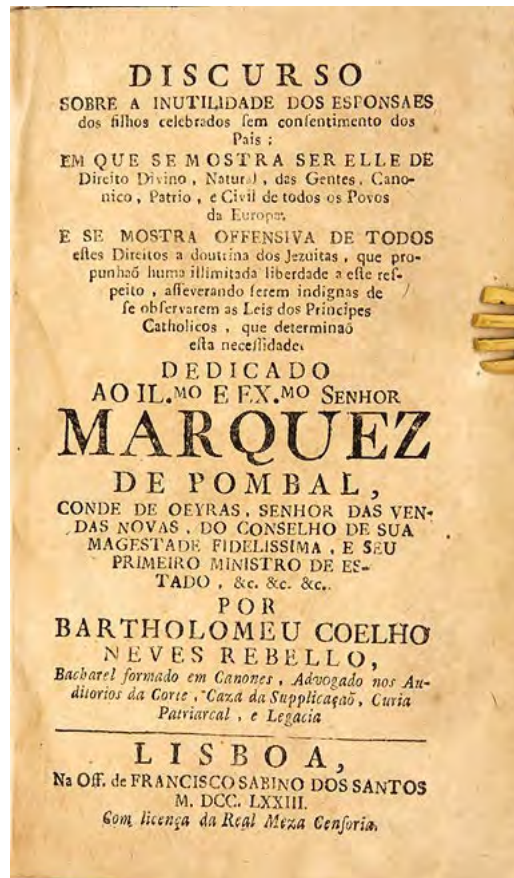 DISCURSO
SOBRE A INUTILIDADE DOS ESPONSAES
dos filhos celebrados ſem conſentimento dos
Pais ;
EM QUE SE MOSTRA SER ELLE DE
Direito Divino , Natural , das Gentes, Cano-
nico , Patrio , e Civil de todos os Povos
da Europa.
E SE MOSTRA OFFENSIVA DE TODOS
eſtes Direitos a doutrina dos Jezuitas , que pro-
punhaõ huma illimitada liberdade a eſte reſ-
peito , aſſeverando ſerem indignas de
ſe obſervarem as Leis dos Principes
Catholicos , que determinaõ
eſta neceſſidade.
DEDICADO
AO IL.MO E EX.MO SENHOR
MARQUEZ
DE POMBAL ,
CONDE DE OEYRAS , SENHOR DAS VEN-
DAS NOVAS , DO CONSELHO DE SUA
MAGESTADE FIDELISSIMA , E SEU
PRIMEIRO MINISTRO DE ES-
TADO , &c. &c. &c.
POR
BARTHOLOMEU COELHO
NEVES REBELLO ,
Bacharel formado em Canones , Advogado nos Au-
ditorios da Corte , Caza da Supplicaçaõ , Curia
Patriarcal , e Legacia
LISBOA ,
Na Off. de FRANCISCO SABINO DOS SANTOS
M. DCC. LXXIII.
Com licença da Real Meza Cenſoria.